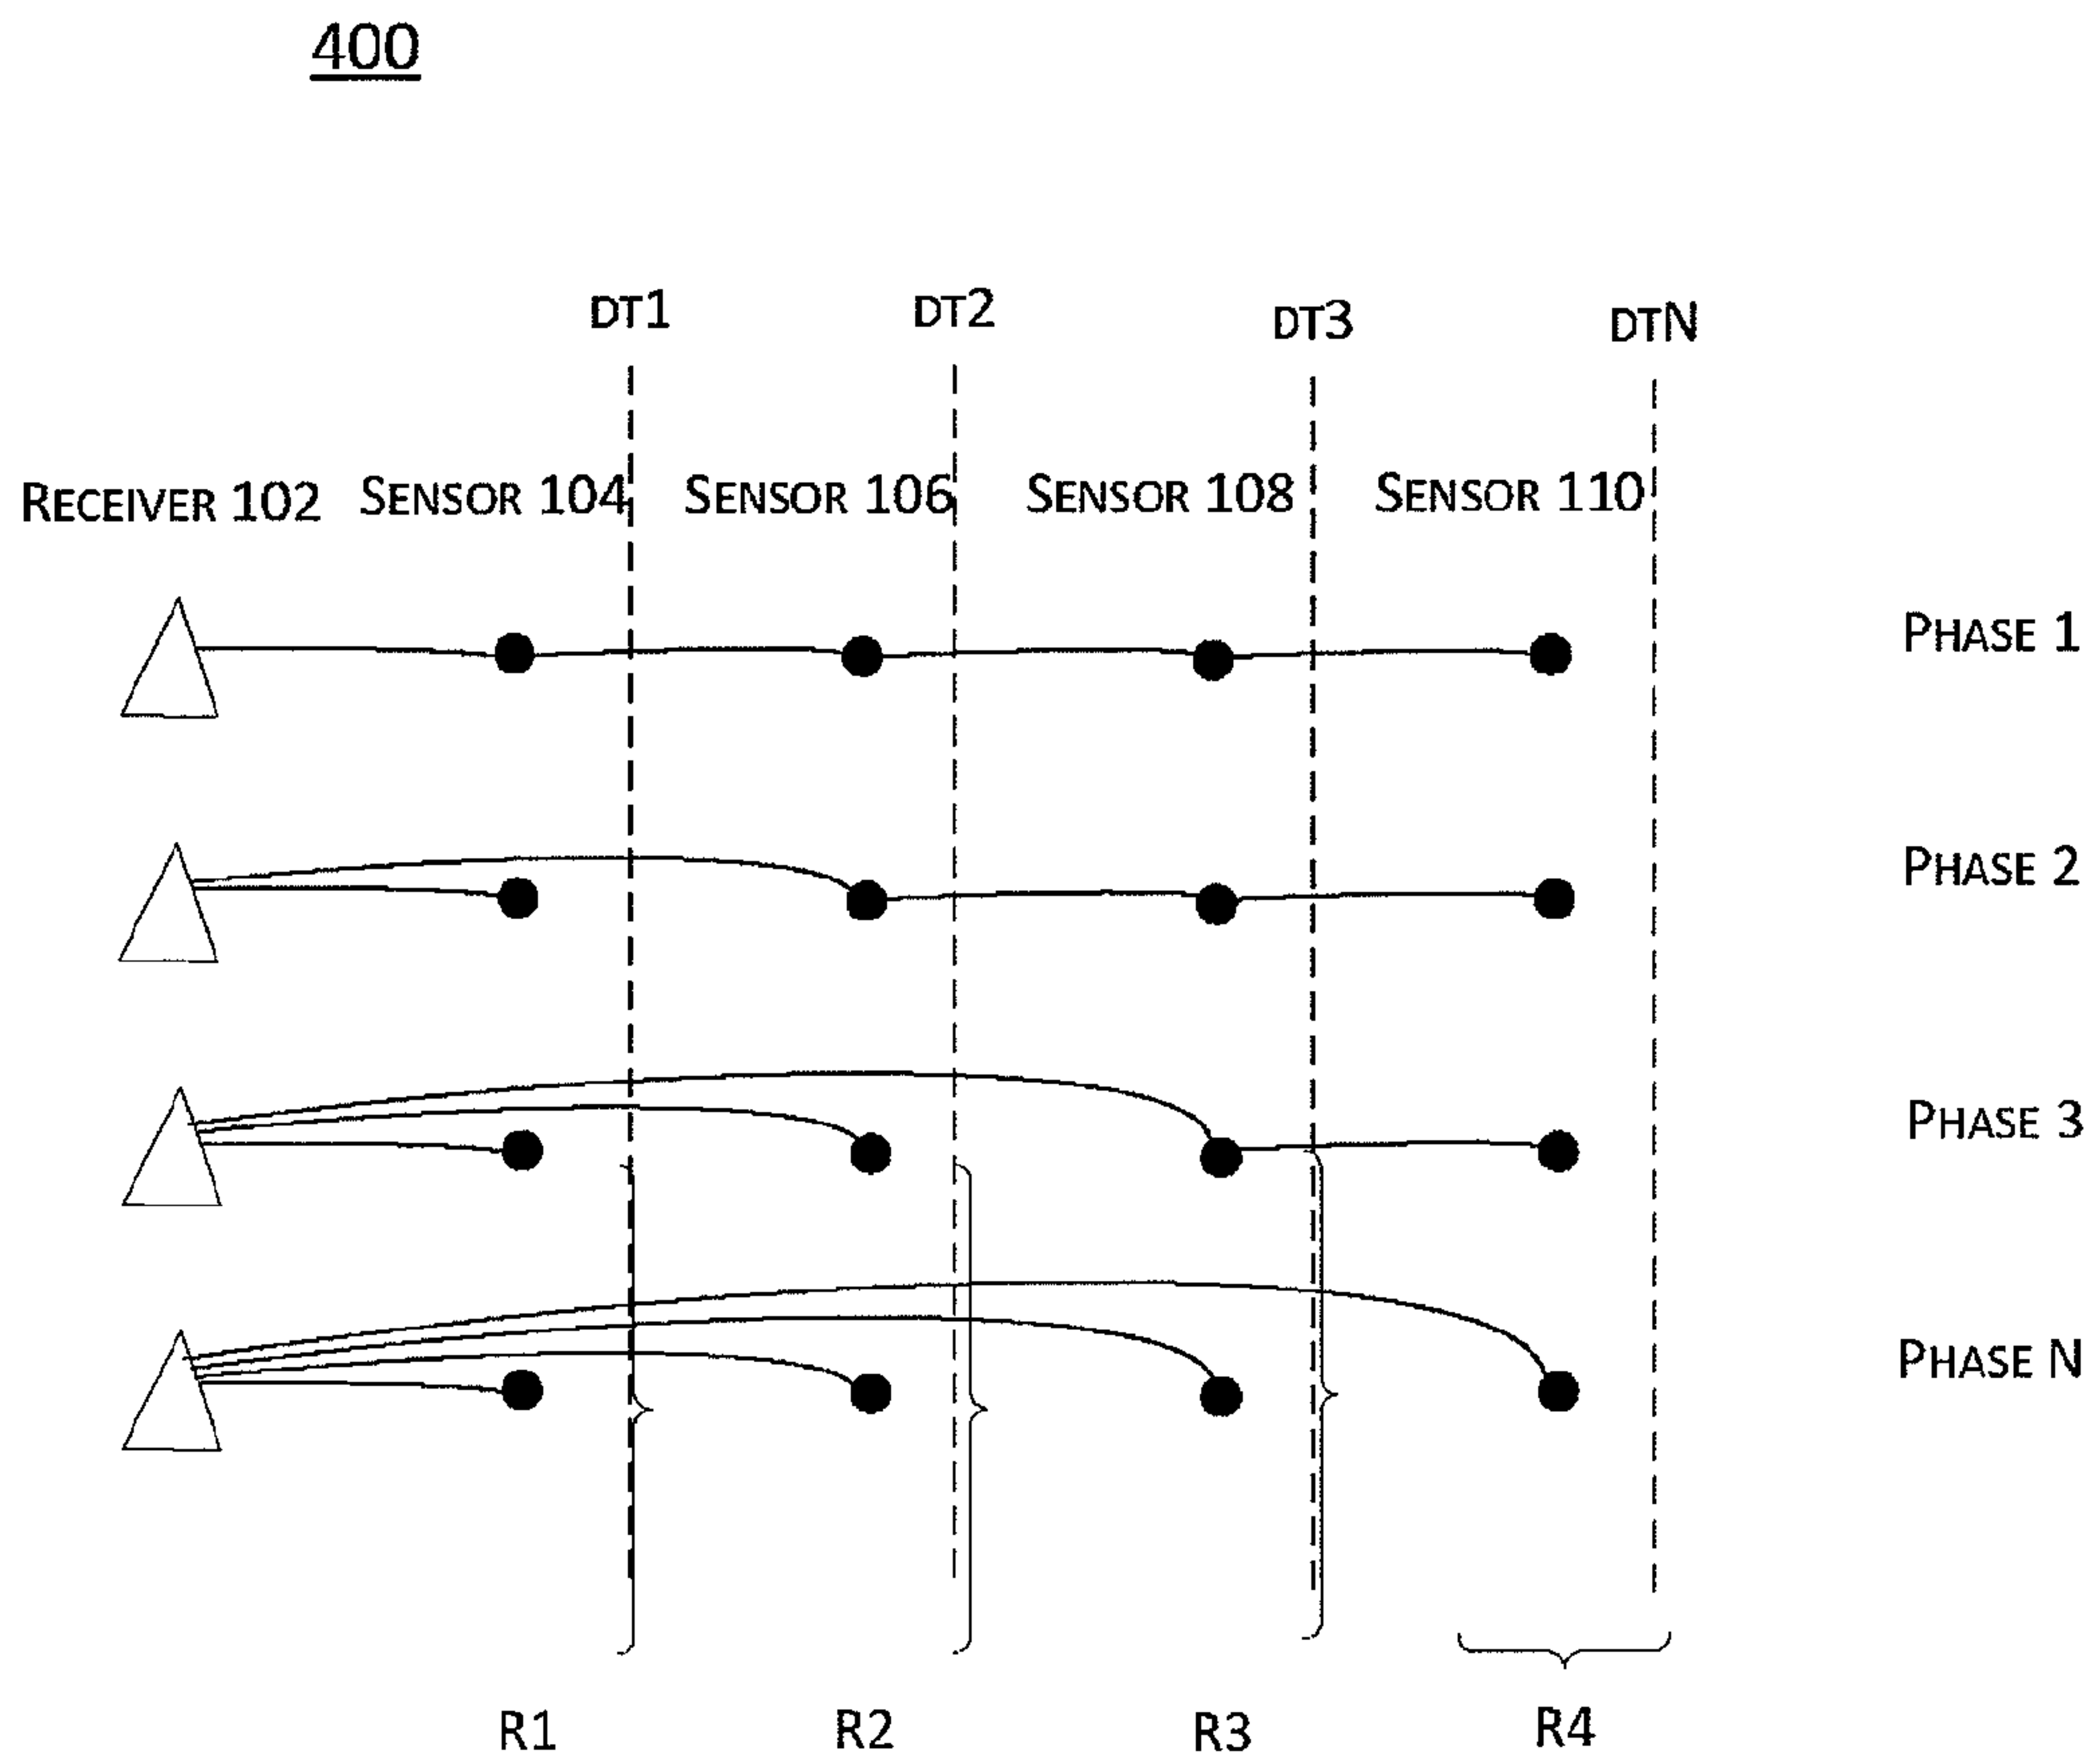 400
DT1 DT2 DT3 DTN
RECEIVER 102 SENSOR 104 SENSOR 106 SENSOR 108 SENSOR 110
PHASE 1
PHASE 2
PHASE 3
PHASE N
R1 R2 R3 R4